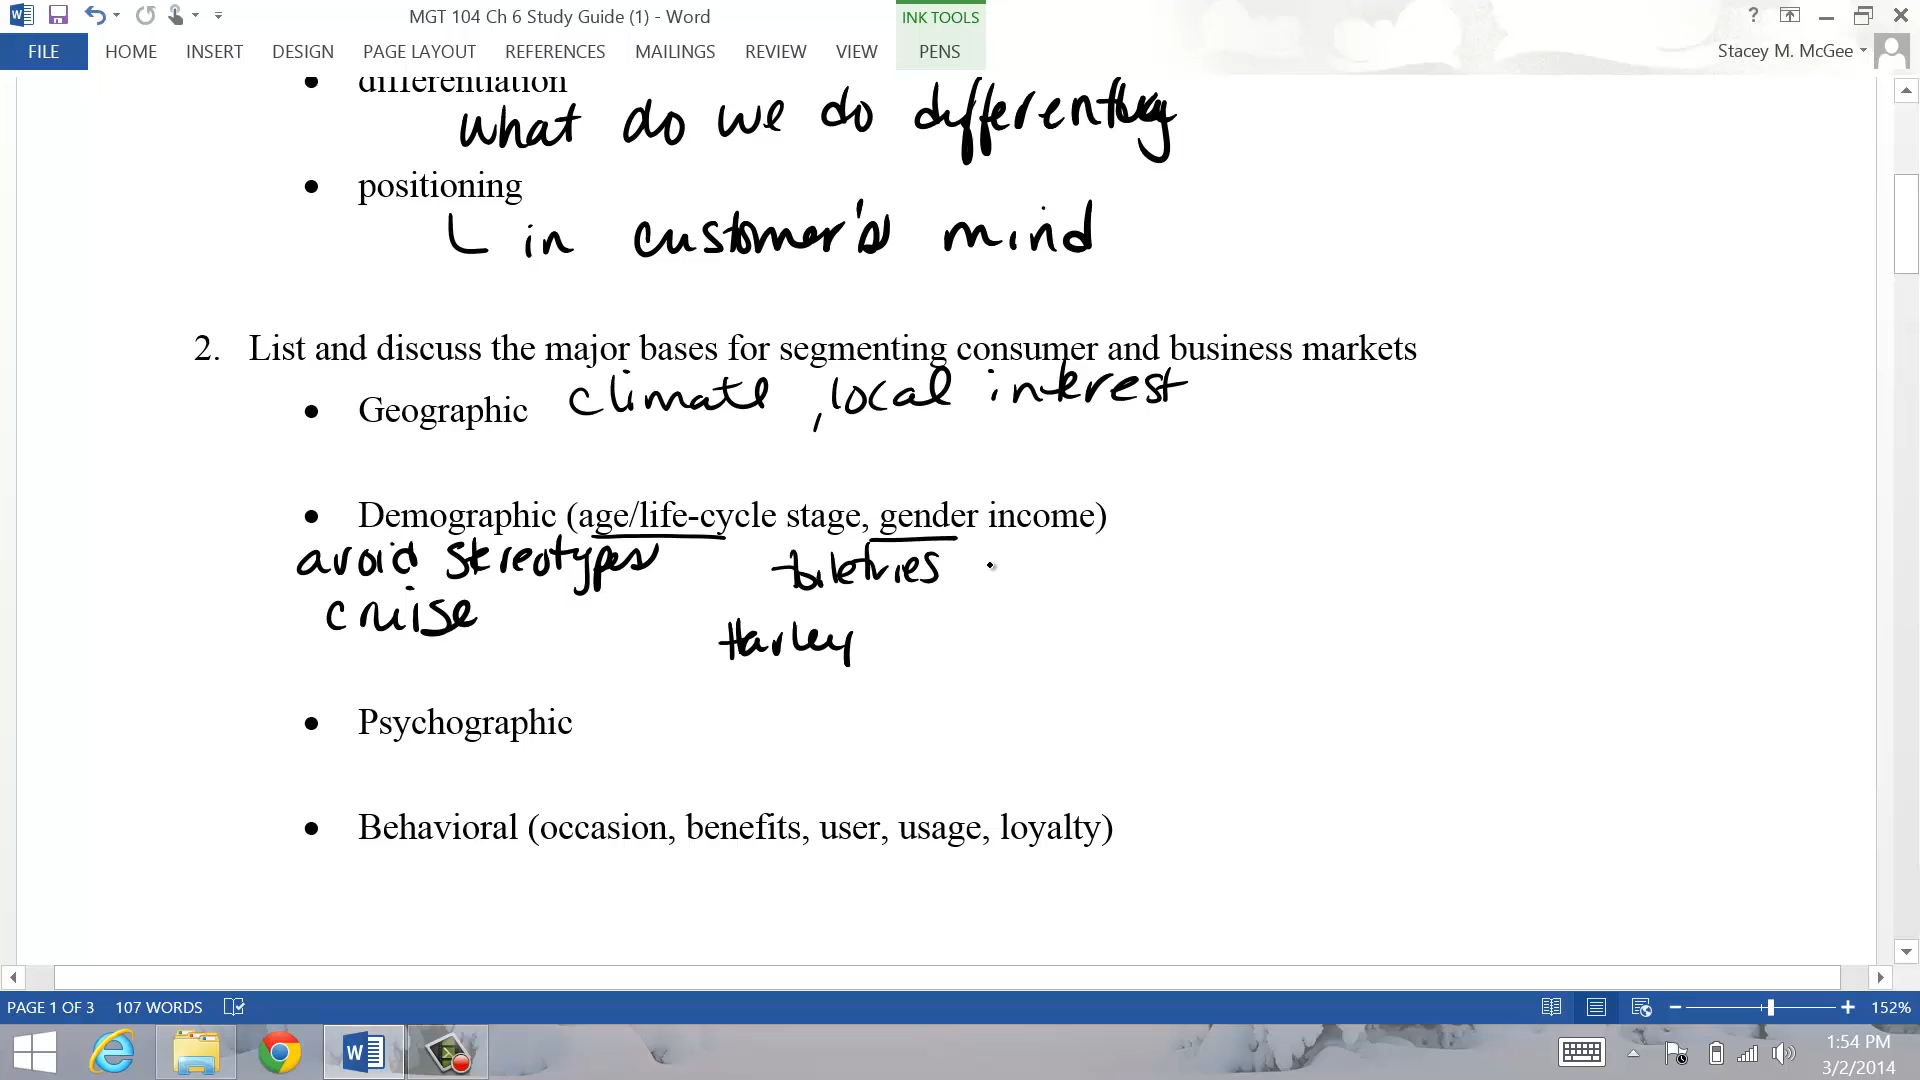 MGT 104 Ch 6 Study Guide (1) - Word
INK TOOLS
?
FILE HOME INSERT DESIGN PAGE LAYOUT REFERENCES MAILINGS REVIEW VIEW PENS
Stacey M. McGee
• differentiation
what do we do differently
• positioning
in customer's mind
2. List and discuss the major bases for segmenting consumer and business markets
• Geographic climate, local interest
• Demographic (age/life-cycle stage, gender income)
avoid stereotypes toiletries
cruise
Harley
• Psychographic
• Behavioral (occasion, benefits, user, usage, loyalty)
PAGE 1 OF 3 107 WORDS 152%
1:54 PM
3/2/2014